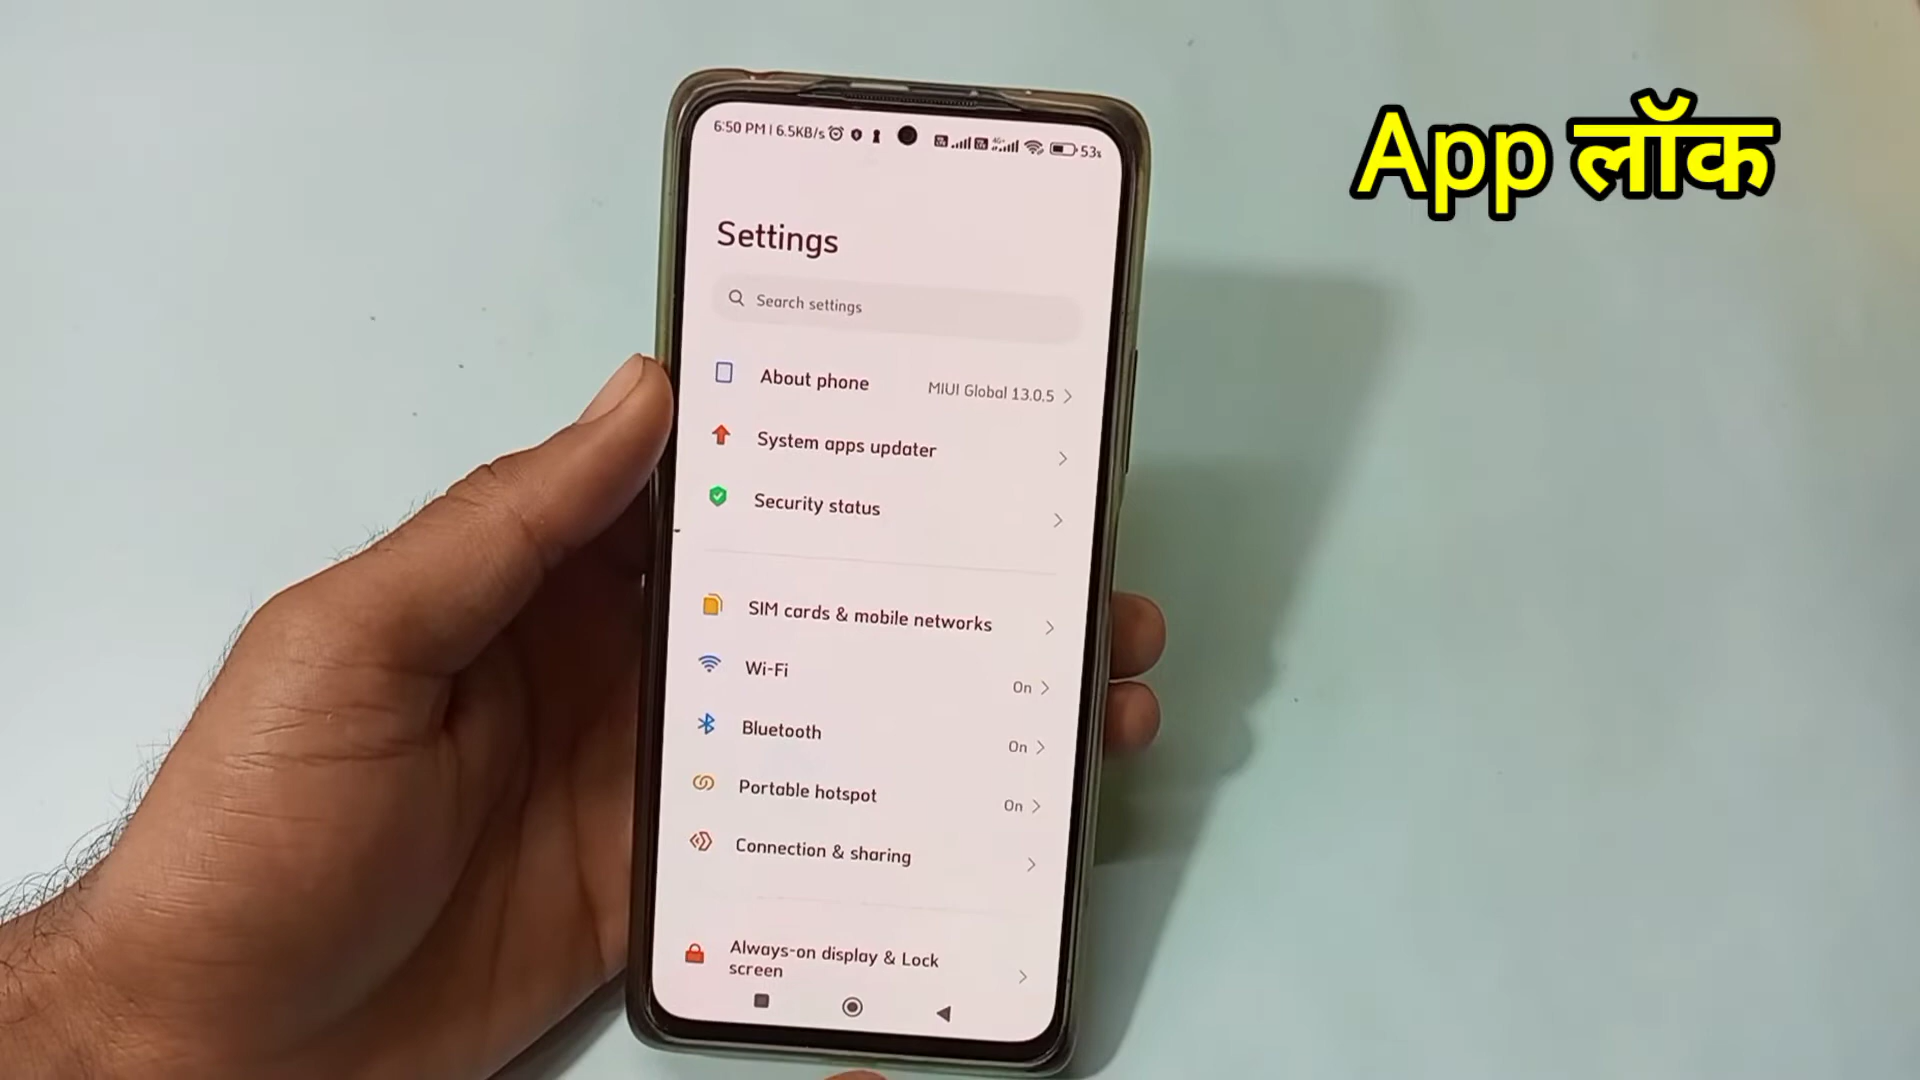 App लॉक
6:50 PM | 6.5KB/s
53%
Settings
Search settings
About phone
MIUI Global 13.0.5
System apps updater
Security status
SIM cards & mobile networks
Wi-Fi
On
Bluetooth
On
Portable hotspot
On
Connection & sharing
Always-on display & Lock
screen